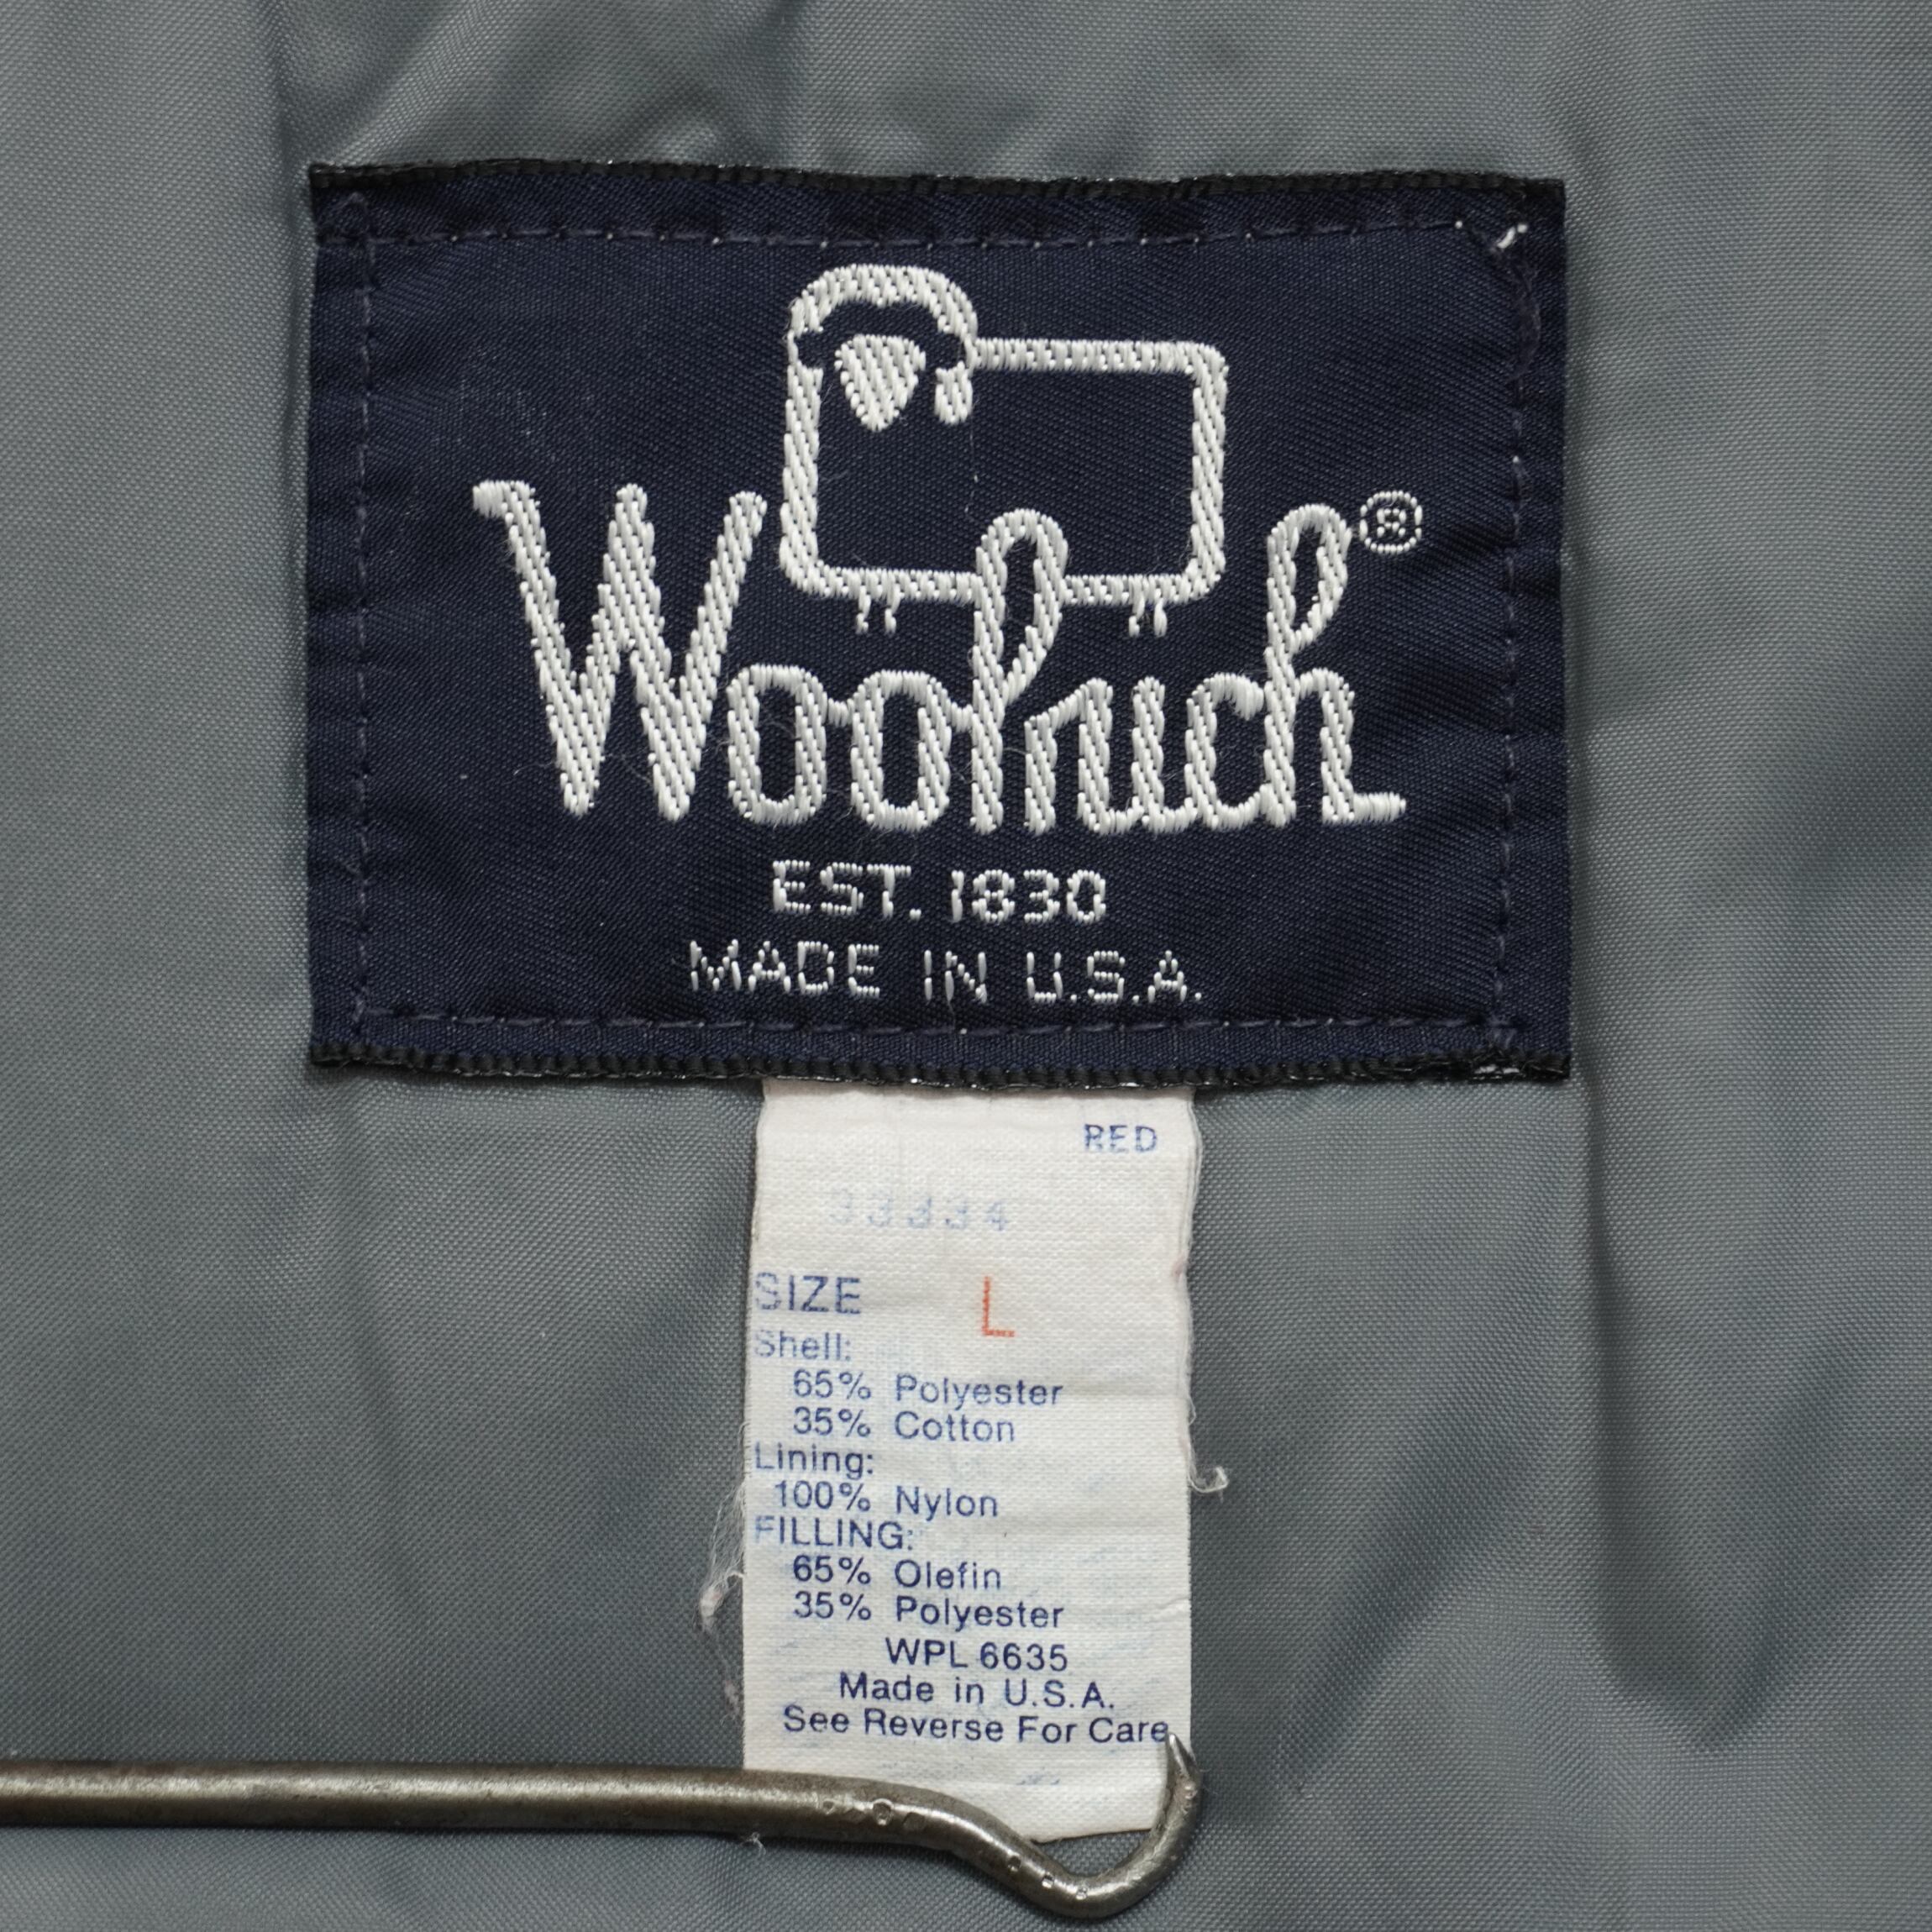 Woolrich®
EST. 1830
MADE IN U.S.A.
RED
SIZE L
Shell:
65% Polyester
35% Cotton
Lining:
100% Nylon
FILLING:
65% Olefin
35% Polyester
WPL 6635
Made in U.S.A.
See Reverse For Care